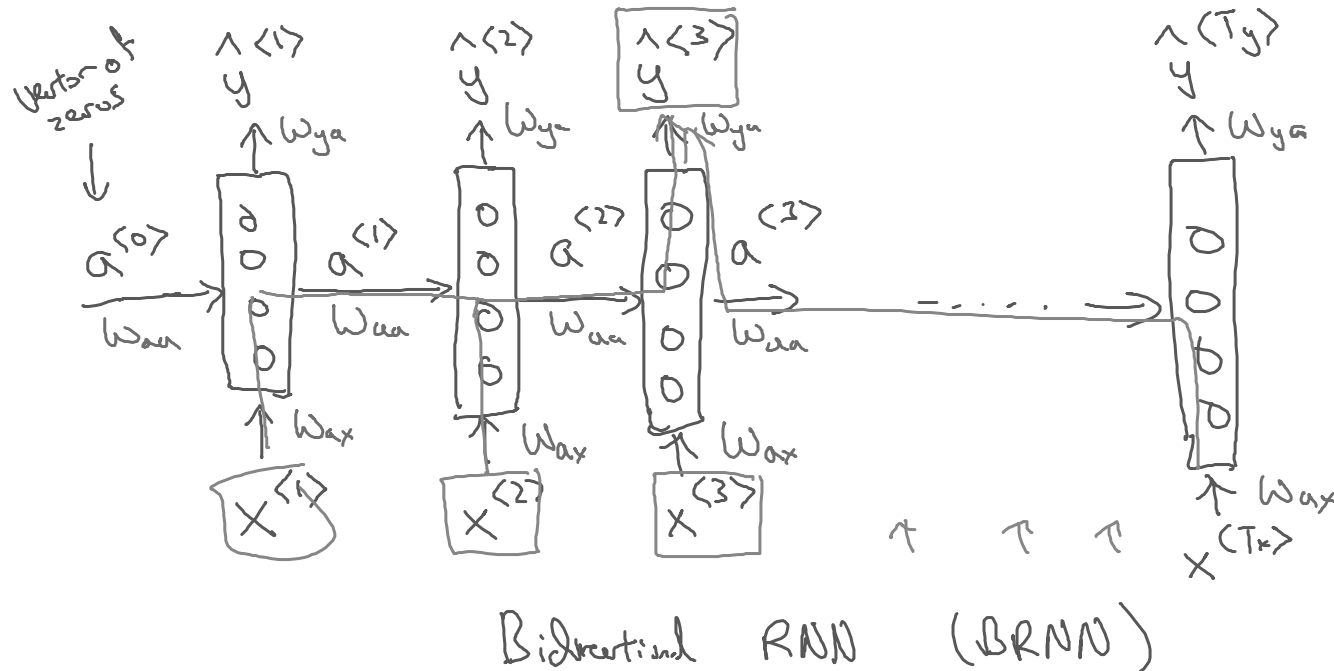 vector of
zeros
ŷ<1> ŷ<2> ŷ<3> ŷ<Ty>
Wya Wya Wya Wya
a<0> a<1> a<2> a<3> - . . . .
Waa Waa Waa Waa
Wax Wax Wax Wax
x<1> x<2> x<3> x<Tx>
Bidirectional RNN (BRNN)